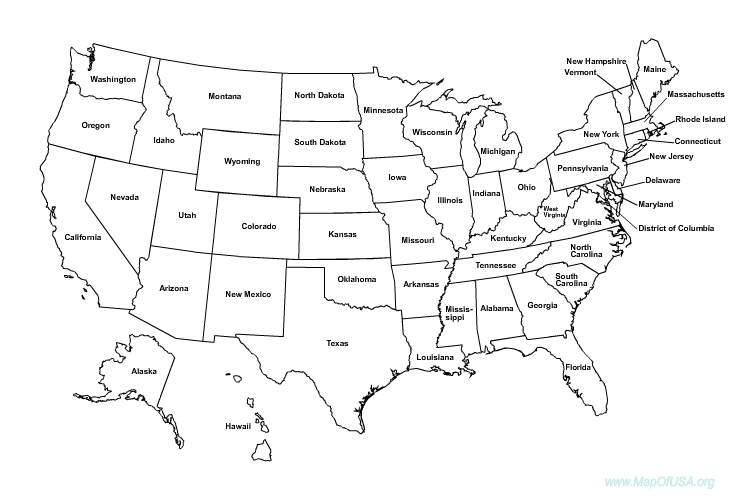 New Hampshire
Vermont
Maine
Washington
Montana
North Dakota
Minnesota
Massachusetts
Oregon
Idaho
South Dakota
Wisconsin
Michigan
New York
Rhode Island
Connecticut
New Jersey
Wyoming
Nebraska
Iowa
Illinois
Indiana
Ohio
Pennsylvania
Delaware
Maryland
District of Columbia
Nevada
Utah
Colorado
Kansas
Missouri
Kentucky
West
Virginia
Virginia
California
Arizona
New Mexico
Oklahoma
Arkansas
Tennessee
North
Carolina
South
Carolina
Texas
Louisiana
Missis-
sippi
Alabama
Georgia
Florida
Alaska
Hawaii
www.MapOfUSA.org